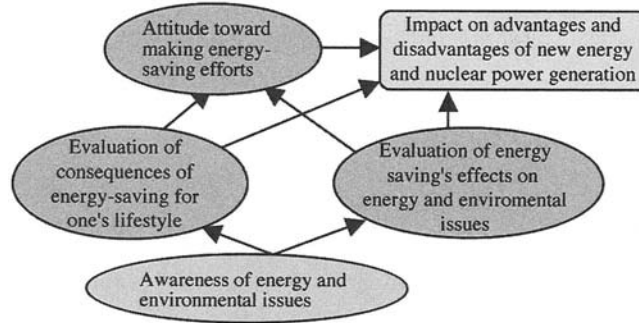 Attitude toward
making energy-
saving efforts
Impact on advantages and
disadvantages of new energy
and nuclear power generation
Evaluation of
consequences of
energy-saving for
one's lifestyle
Evaluation of energy
saving's effects on
energy and enviromental
issues
Awareness of energy and
environmental issues